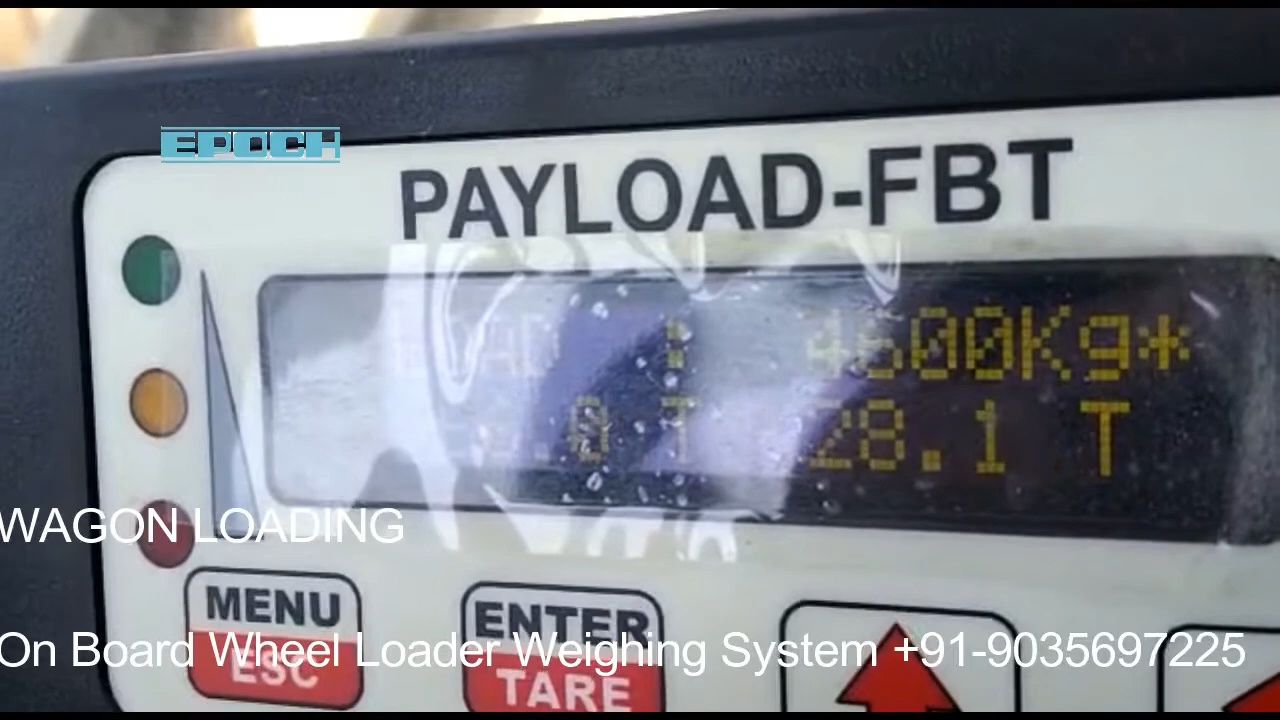 EPOCH
PAYLOAD-FBT
: 4600Kg*
T 28.1 T
WAGON LOADING
MENU
ESC
ENTER
TARE
On Board Wheel Loader Weighing System +91-9035697225